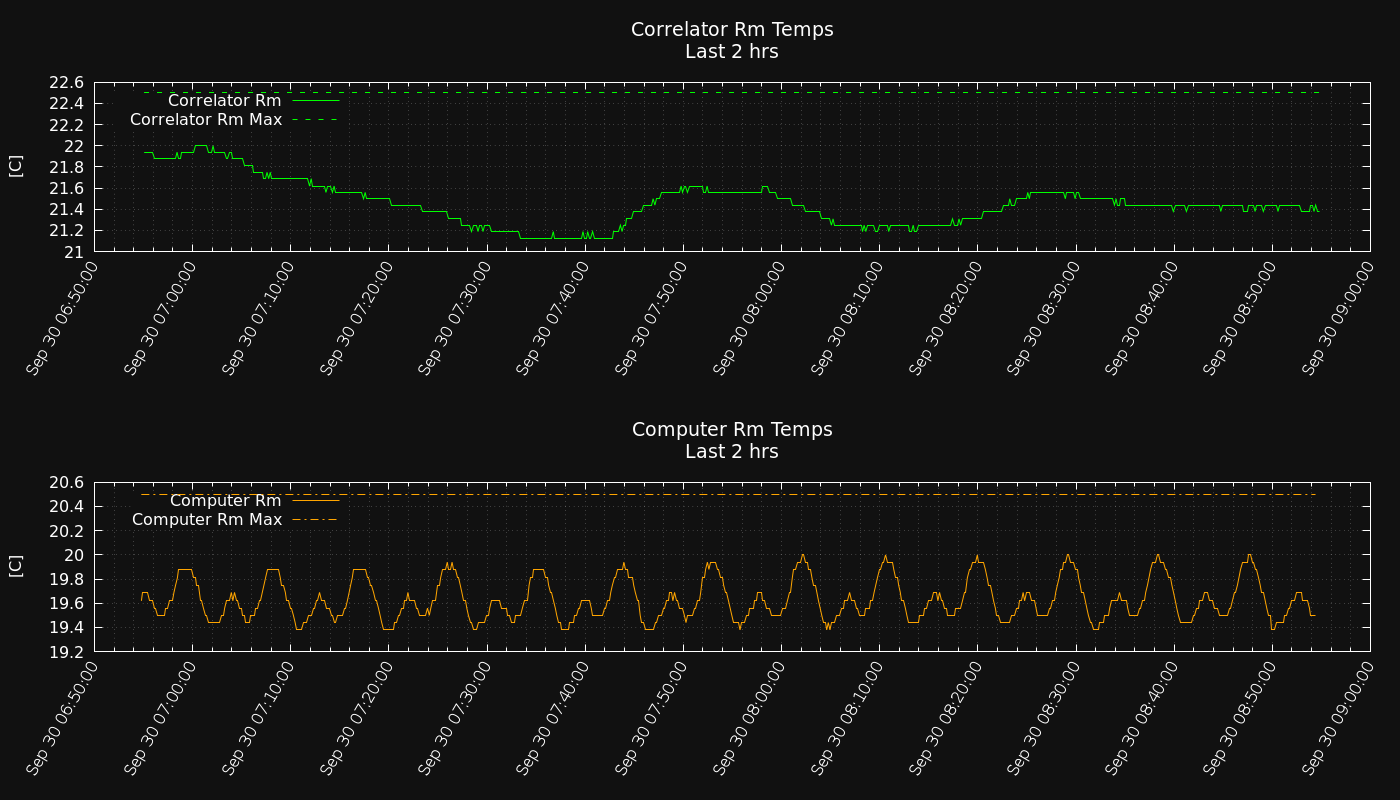 Correlator Rm Temps
Last 2 hrs
[C]
22.6
22.4
22.2
22
21.8
21.6
21.4
21.2
21
Correlator Rm
Correlator Rm Max
Sep 30 06:50:00
Sep 30 07:00:00
Sep 30 07:10:00
Sep 30 07:20:00
Sep 30 07:30:00
Sep 30 07:40:00
Sep 30 07:50:00
Sep 30 08:00:00
Sep 30 08:10:00
Sep 30 08:20:00
Sep 30 08:30:00
Sep 30 08:40:00
Sep 30 08:50:00
Sep 30 09:00:00
Computer Rm Temps
Last 2 hrs
[C]
20.6
20.4
20.2
20
19.8
19.6
19.4
19.2
Computer Rm
Computer Rm Max
Sep 30 06:50:00
Sep 30 07:00:00
Sep 30 07:10:00
Sep 30 07:20:00
Sep 30 07:30:00
Sep 30 07:40:00
Sep 30 07:50:00
Sep 30 08:00:00
Sep 30 08:10:00
Sep 30 08:20:00
Sep 30 08:30:00
Sep 30 08:40:00
Sep 30 08:50:00
Sep 30 09:00:00